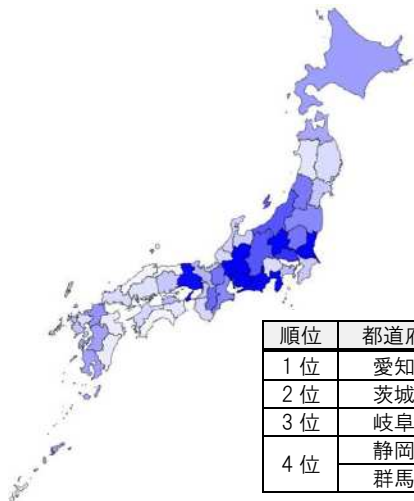 順位 都道府
1 位 愛知
2 位 茨城
3 位 岐阜
4 位 静岡
群馬